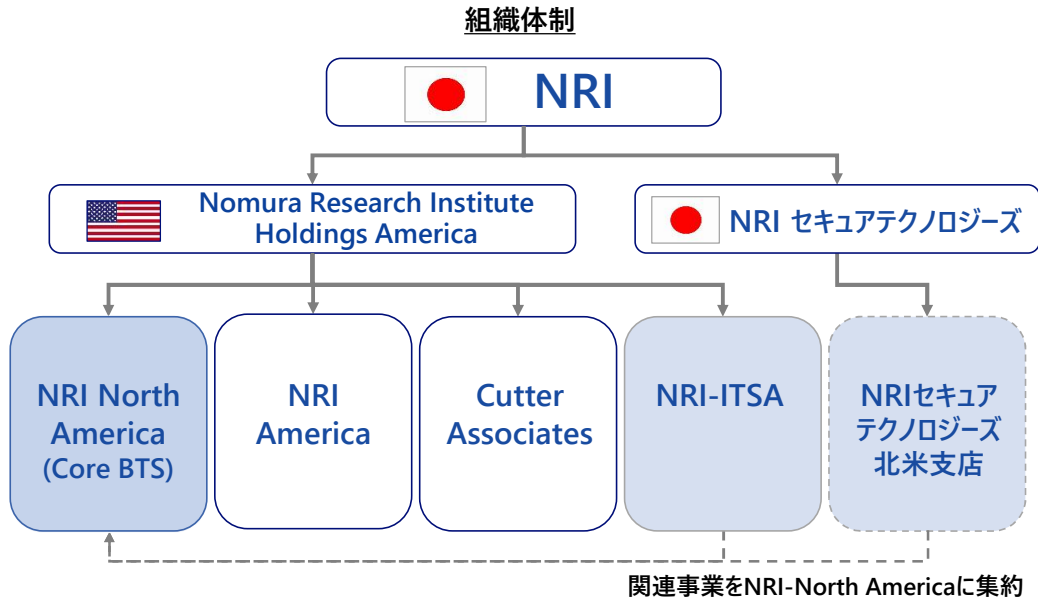 組織体制
NRI
Nomura Research Institute
Holdings America
NRI セキュアテクノロジーズ
NRI North
America
(Core BTS)
NRI
America
Cutter
Associates
NRI-ITSA
NRIセキュア
テクノロジーズ
北米支店
関連事業をNRI-North Americaに集約